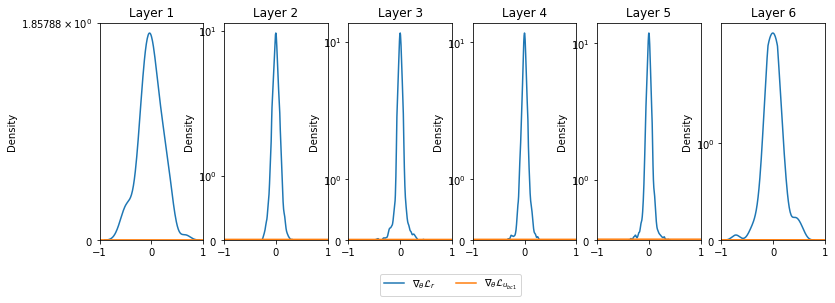 Layer 1 Layer 2 Layer 3 Layer 4 Layer 5 Layer 6
1.85788 × 10⁰ 10¹ 10¹ 10¹ 10¹
Density Density Density Density Density Density
10⁰ 10⁰ 10⁰ 10⁰ 10⁰
0 0 0 0 0 0
−1 0 1 −1 0 1 −1 0 1 −1 0 1 −1 0 1 −1 0 1
∇θℒr ∇θℒu_bc1